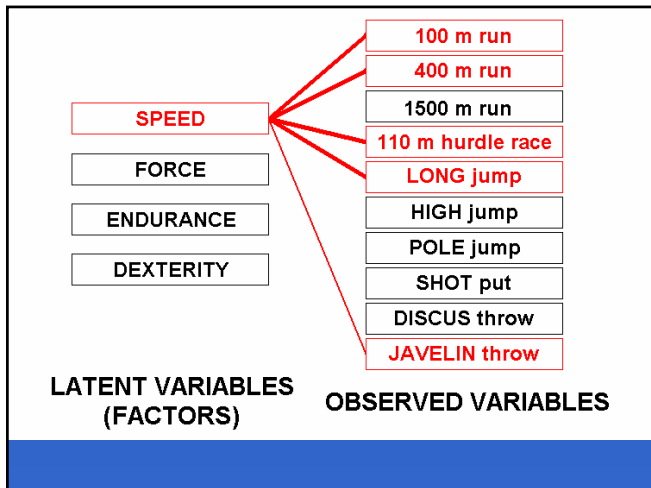 100 m run
400 m run
1500 m run
110 m hurdle race
LONG jump
HIGH jump
POLE jump
SHOT put
DISCUS throw
JAVELIN throw
SPEED
FORCE
ENDURANCE
DEXTERITY
LATENT VARIABLES
(FACTORS)
OBSERVED VARIABLES